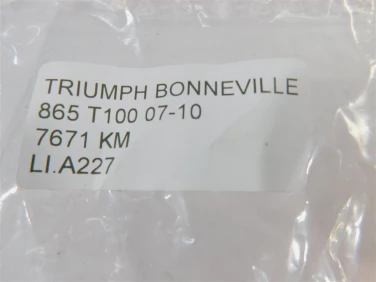 TRIUMPH BONNEVILLE
865 T100 07-10
7671 KM
LI.A227